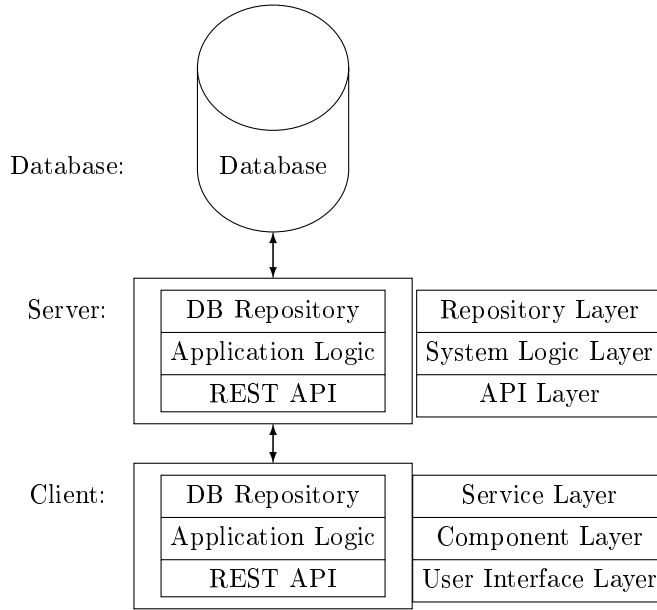 Database: Database
Server: DB Repository Repository Layer
Application Logic System Logic Layer
REST API API Layer
Client: DB Repository Service Layer
Application Logic Component Layer
REST API User Interface Layer